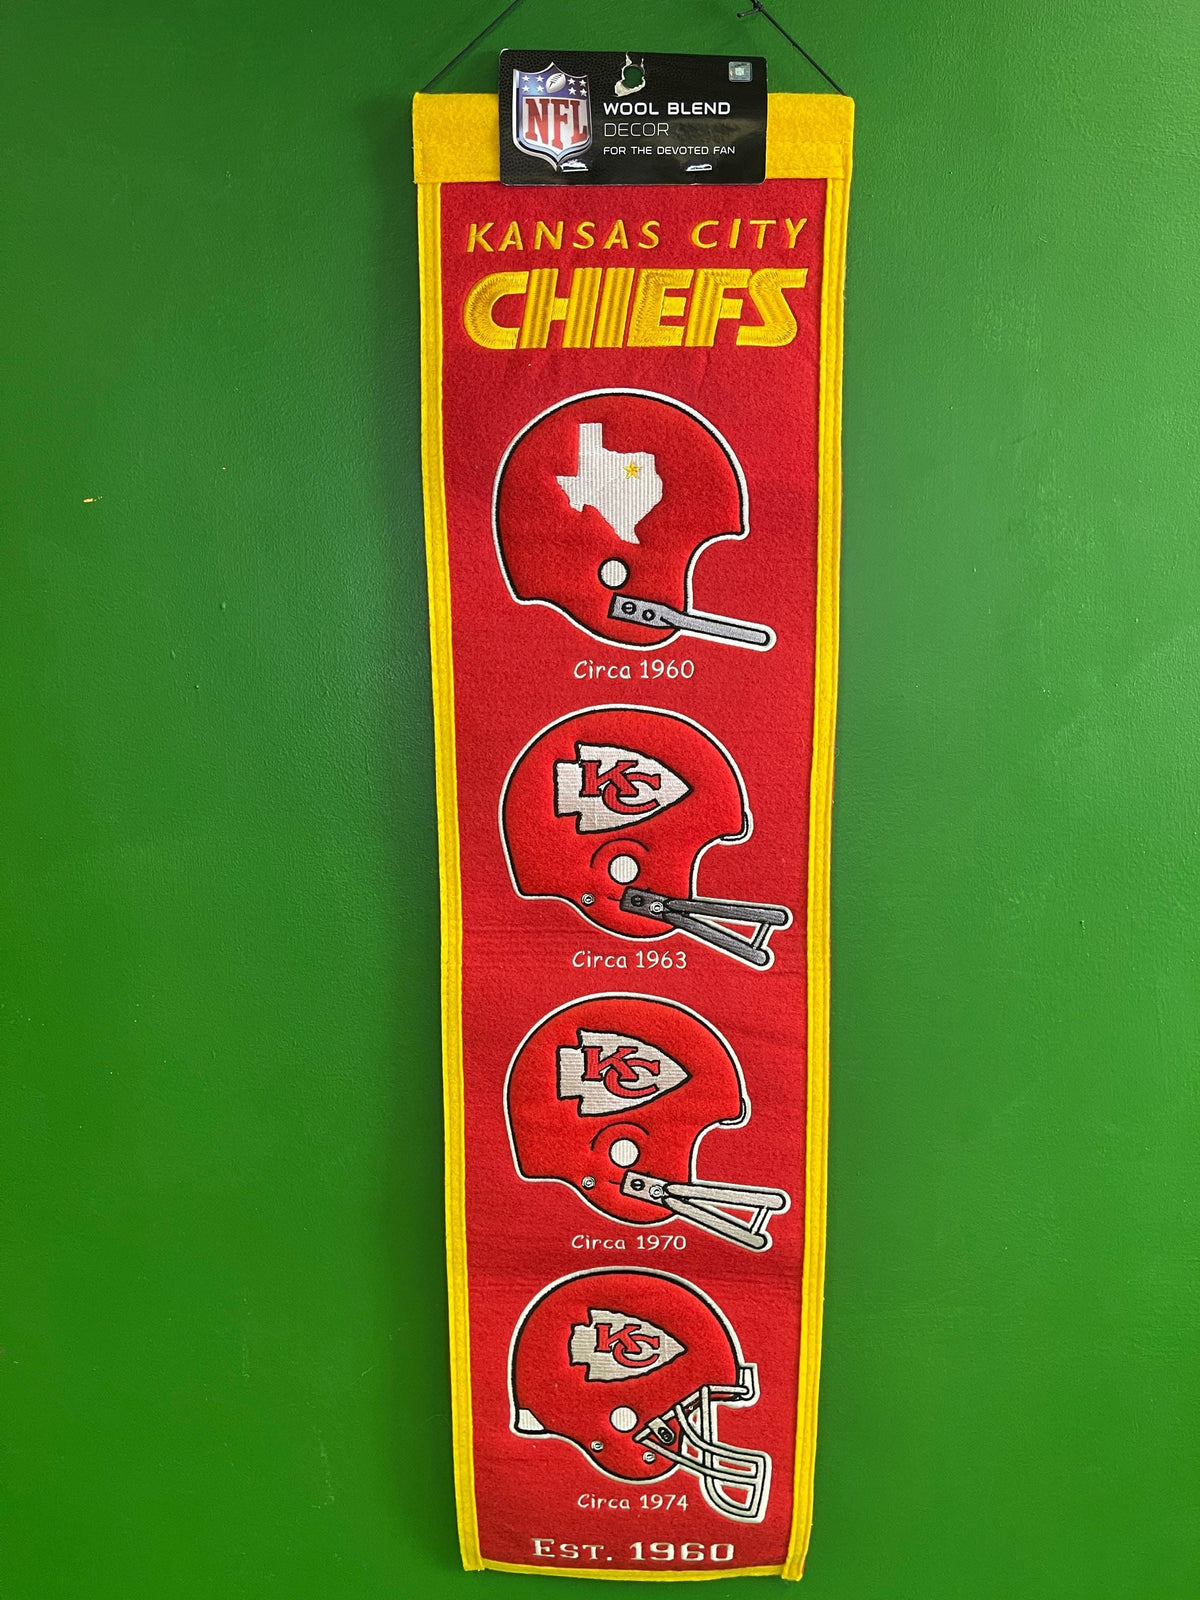 NFL
WOOL BLEND
DECOR
FOR THE DEVOTED FAN
KANSAS CITY
CHIEFS
Circa 1960
KC
Circa 1963
KC
Circa 1970
KC
Circa 1974
EST. 1960